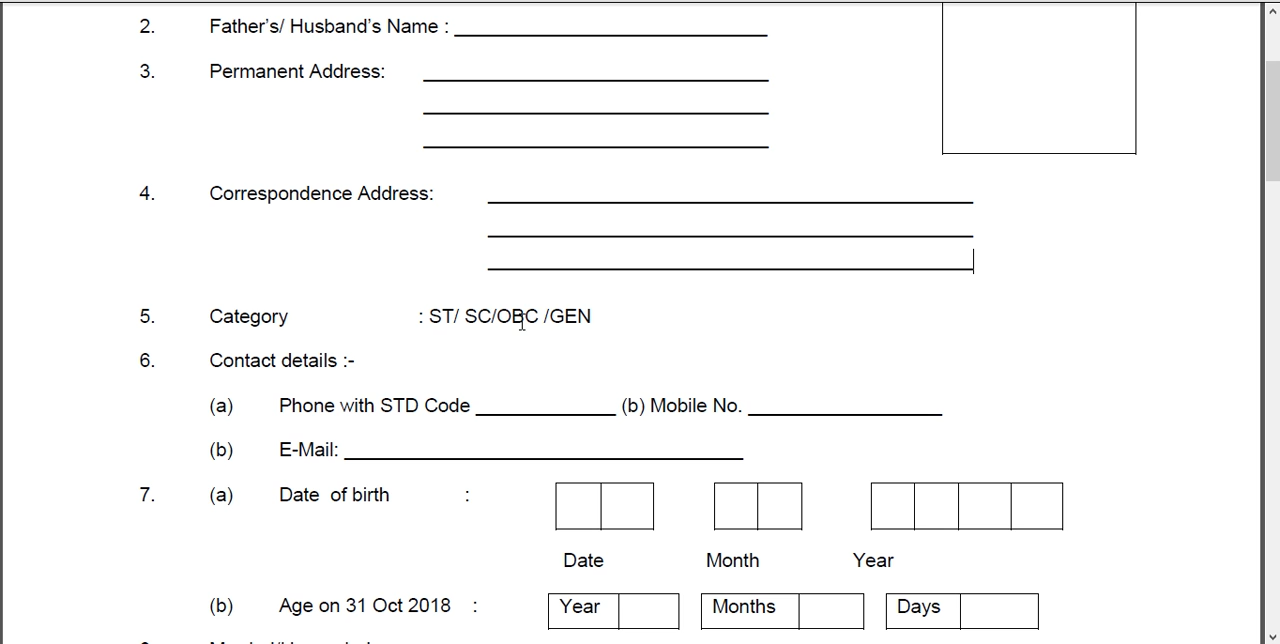 2. Father's/ Husband's Name :
3. Permanent Address:
4. Correspondence Address:
5. Category : ST/ SC/OBC /GEN
6. Contact details :-
(a) Phone with STD Code (b) Mobile No.
(b) E-Mail:
7. (a) Date of birth :
Date Month Year
(b) Age on 31 Oct 2018 : Year Months Days